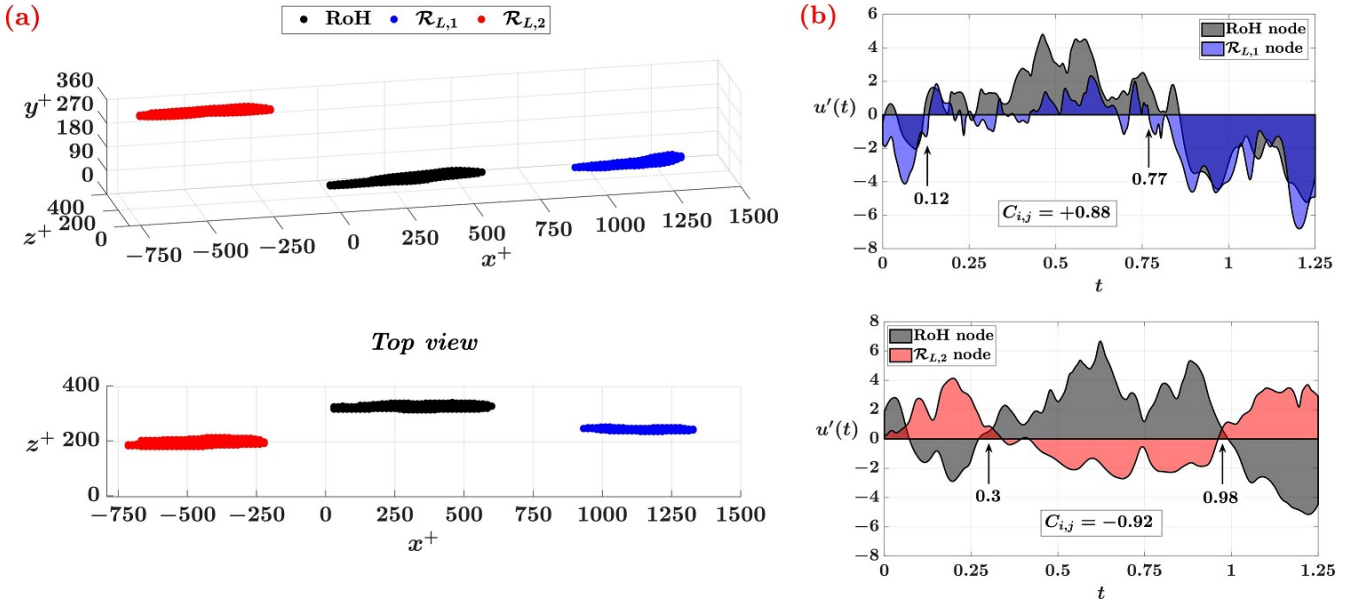 (a)
RoH R_{L,1} R_{L,2}
y⁺
360
270
180
90
0
400
200
0
z⁺
−750 −500 −250 0 250 500 750 1000 1250 1500
x⁺
Top view
z⁺
400
200
0
−750 −500 −250 0 250 500 750 1000 1250 1500
x⁺
(b)
RoH node
R_{L,1} node
u′(t)
6
4
2
0
−2
−4
−6
−8
0.12
0.77
C_{i,j} = +0.88
0 0.25 0.5 0.75 1 1.25
t
RoH node
R_{L,2} node
u′(t)
8
6
4
2
0
−2
−4
−6
−8
0.3
0.98
C_{i,j} = −0.92
0 0.25 0.5 0.75 1 1.25
t